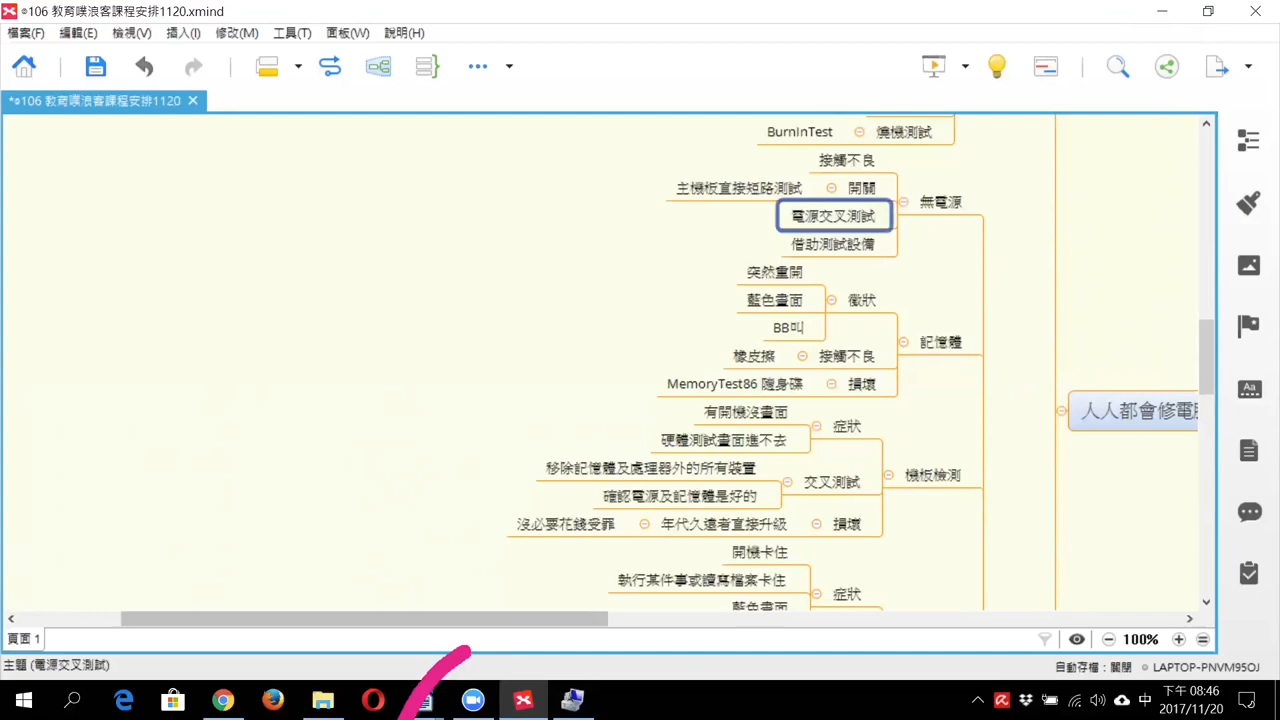 106 教育噗浪客課程安排1120.xmind
檔案(F) 編輯(E) 檢視(V) 插入(I) 修改(M) 工具(T) 面板(W) 說明(H)
*106 教育噗浪客課程安排1120
BurnInTest 燒機測試
接觸不良
主機板直接短路測試 開關
無電源
電源交叉測試
借助測試設備
突然重開
藍色畫面 徵狀
BB叫
記憶體
橡皮擦 接觸不良
MemoryTest86 隨身碟 損壞
有開機沒畫面
人人都會修電腦
症狀
硬體測試畫面進不去
移除記憶體及處理器外的所有裝置
機板檢測
交叉測試
確認電源及記憶體是好的
沒必要花錢受罪 年代久遠者直接升級 損壞
開機卡住
執行某件事或讀寫檔案卡住
症狀
藍色畫面
頁面 1
100%
主題 (電源交叉測試)
自動存檔：關閉 LAPTOP-PNVM95OJ
中
下午 08:46
2017/11/20